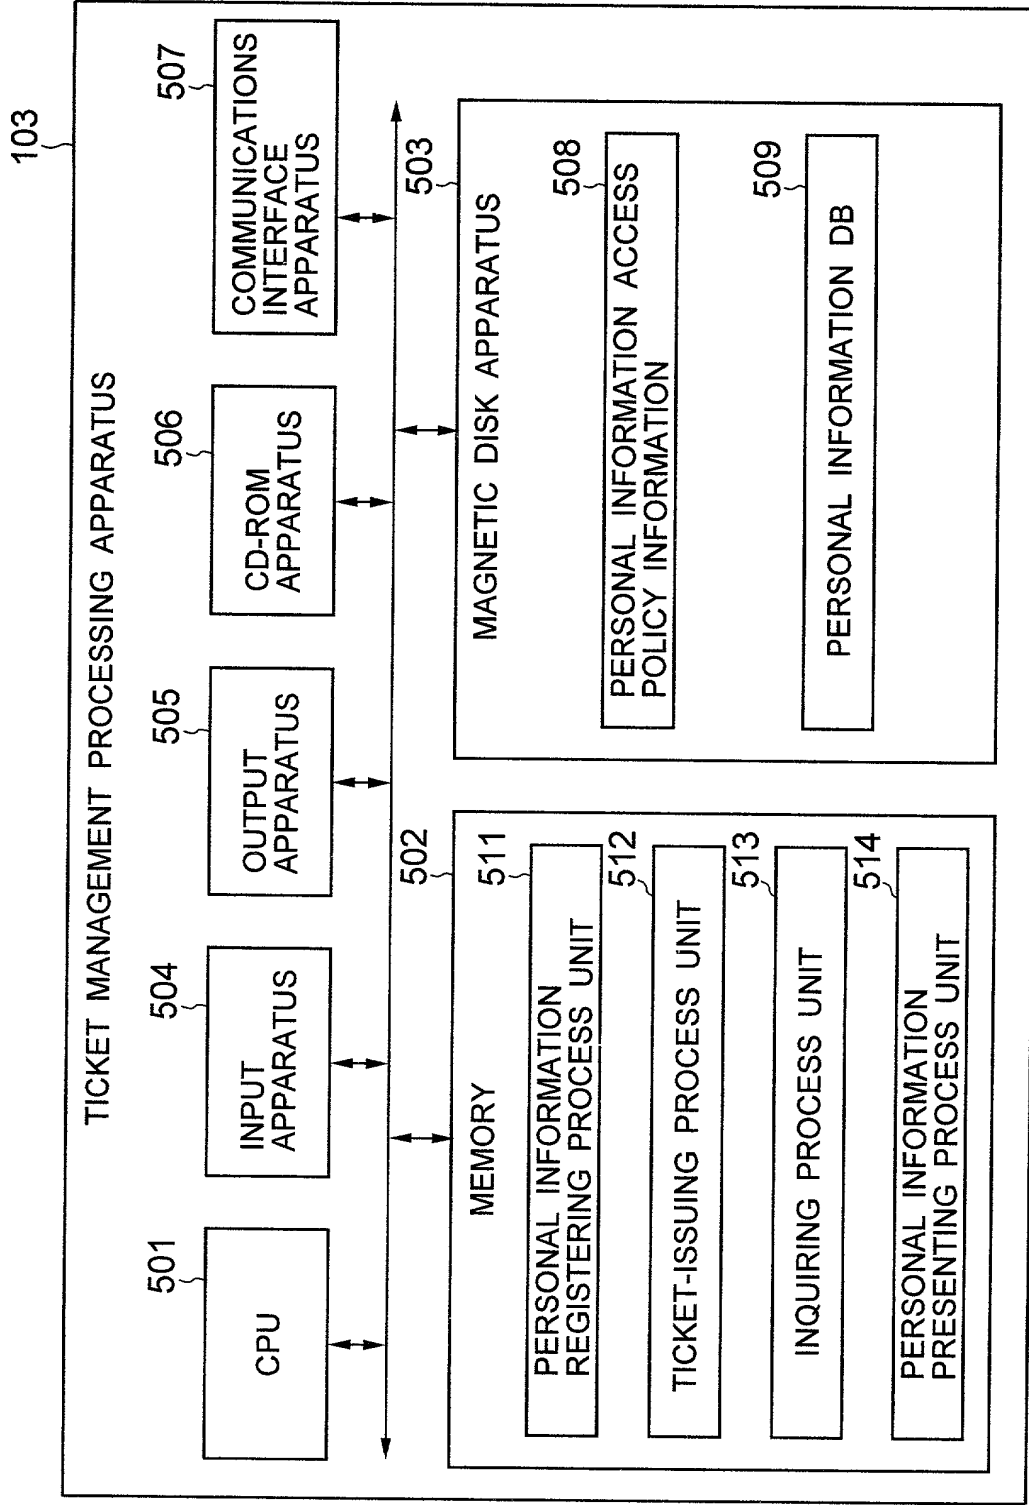 103
TICKET MANAGEMENT PROCESSING APPARATUS
501
CPU
504
INPUT
APPARATUS
505
OUTPUT
APPARATUS
506
CD-ROM
APPARATUS
507
COMMUNICATIONS
INTERFACE
APPARATUS
502
MEMORY
511
PERSONAL INFORMATION
REGISTERING PROCESS UNIT
512
TICKET-ISSUING PROCESS UNIT
513
INQUIRING PROCESS UNIT
514
PERSONAL INFORMATION
PRESENTING PROCESS UNIT
503
MAGNETIC DISK APPARATUS
508
PERSONAL INFORMATION ACCESS
POLICY INFORMATION
509
PERSONAL INFORMATION DB